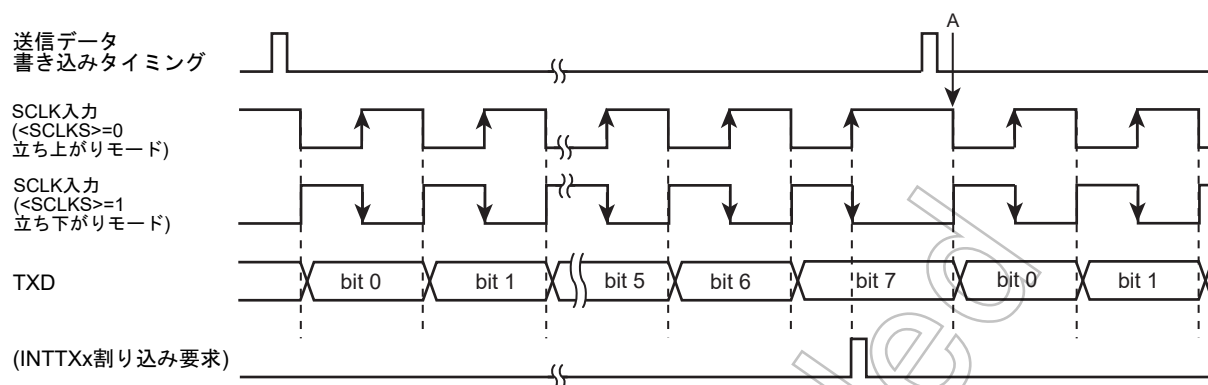 送信データ
書き込みタイミング
A
SCLK入力
(<SCLKS>=0
立ち上がりモード)
SCLK入力
(<SCLKS>=1
立ち下がりモード)
TXD
bit 0
bit 1
bit 5
bit 6
bit 7
bit 0
bit 1
(INTTXx割り込み要求)